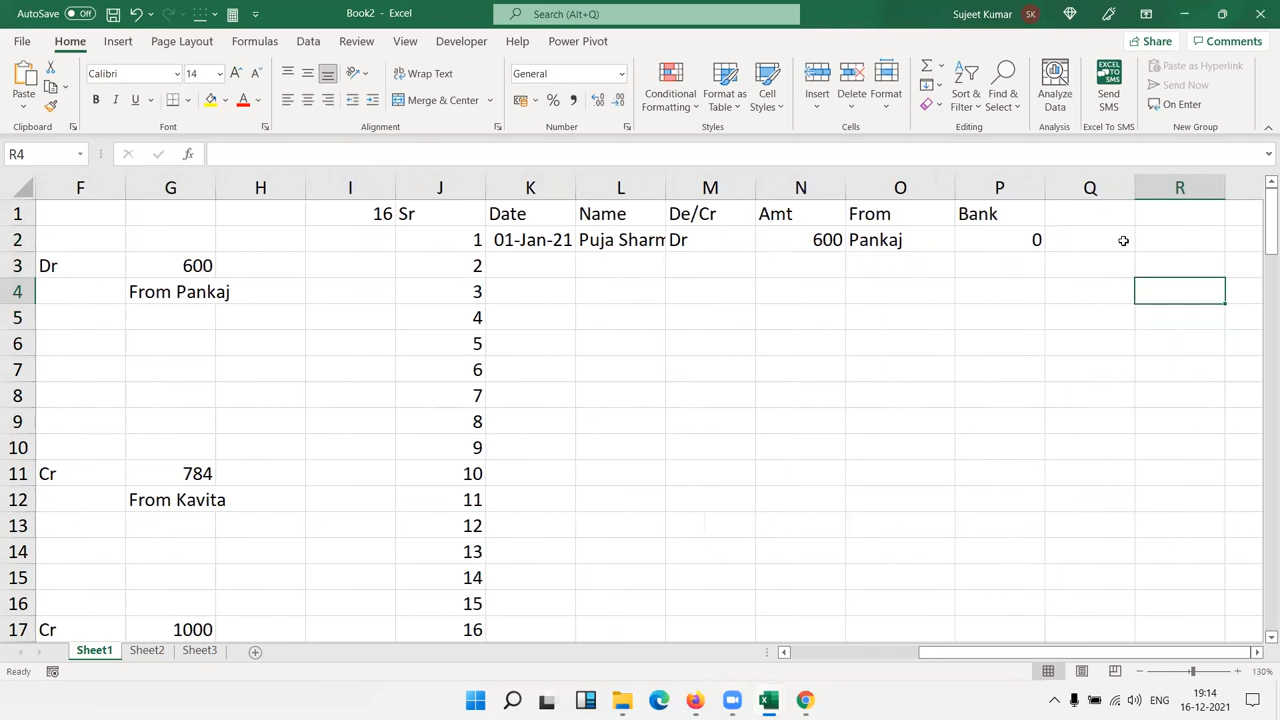 AutoSave Off Book2 - Excel Search (Alt+Q) Sujeet Kumar SK
File Home Insert Page Layout Formulas Data Review View Developer Help Power Pivot Share Comments
Paste Calibri 14 A A Wrap Text General Conditional Formatting Format as Table Cell Styles Insert Delete Format Sort & Filter Find & Select Analyze Data Send SMS Paste as Hyperlink
B I U A Merge & Center % Send Now
On Enter
Clipboard Font Alignment Number Styles Cells Editing Analysis Excel To SMS New Group
R4 fx
F G H I J K L M N O P Q R
1 16 Sr Date Name De/Cr Amt From Bank
2 1 01-Jan-21 Puja Sharm Dr 600 Pankaj 0
3 Dr 600 2
4 From Pankaj 3
5 4
6 5
7 6
8 7
9 8
10 9
11 Cr 784 10
12 From Kavita 11
13 12
14 13
15 14
16 15
17 Cr 1000 16
Sheet1 Sheet2 Sheet3
Ready 130%
ENG 19:14
16-12-2021